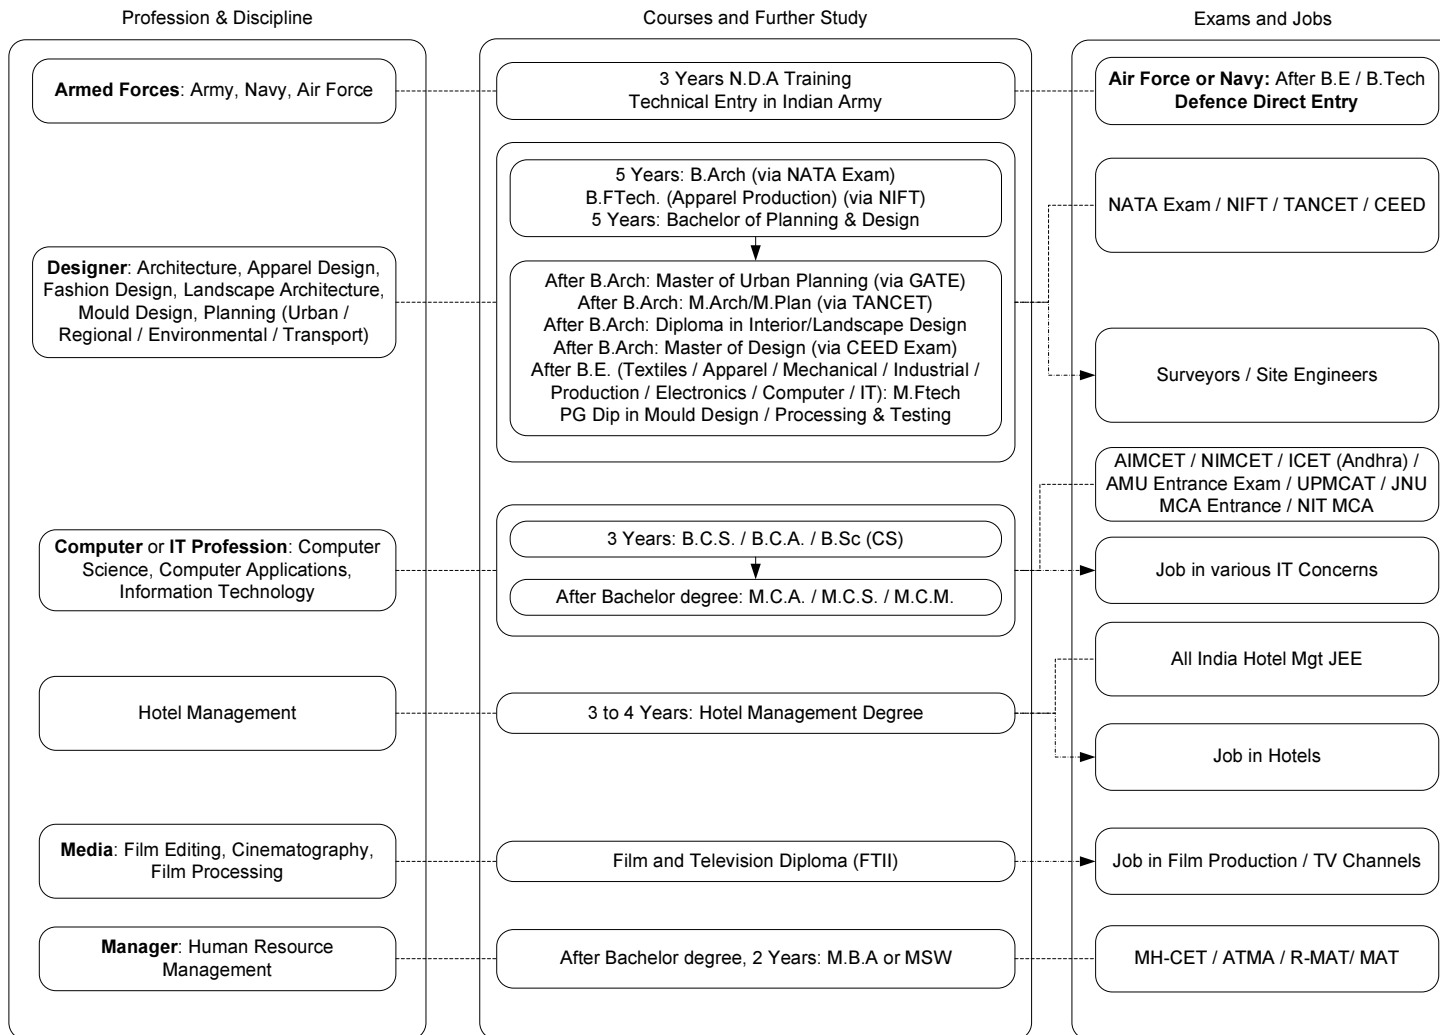 Profession & Discipline
Courses and Further Study
Exams and Jobs
Armed Forces: Army, Navy, Air Force
3 Years N.D.A Training
Technical Entry in Indian Army
Air Force or Navy: After B.E / B.Tech
Defence Direct Entry
Designer: Architecture, Apparel Design,
Fashion Design, Landscape Architecture,
Mould Design, Planning (Urban /
Regional / Environmental / Transport)
5 Years: B.Arch (via NATA Exam)
B.FTech. (Apparel Production) (via NIFT)
5 Years: Bachelor of Planning & Design
After B.Arch: Master of Urban Planning (via GATE)
After B.Arch: M.Arch/M.Plan (via TANCET)
After B.Arch: Diploma in Interior/Landscape Design
After B.Arch: Master of Design (via CEED Exam)
After B.E. (Textiles / Apparel / Mechanical / Industrial /
Production / Electronics / Computer / IT): M.Ftech
PG Dip in Mould Design / Processing & Testing
NATA Exam / NIFT / TANCET / CEED
Surveyors / Site Engineers
Computer or IT Profession: Computer
Science, Computer Applications,
Information Technology
3 Years: B.C.S. / B.C.A. / B.Sc (CS)
After Bachelor degree: M.C.A. / M.C.S. / M.C.M.
AIMCET / NIMCET / ICET (Andhra) /
AMU Entrance Exam / UPMCAT / JNU
MCA Entrance / NIT MCA
Job in various IT Concerns
Hotel Management
3 to 4 Years: Hotel Management Degree
All India Hotel Mgt JEE
Job in Hotels
Media: Film Editing, Cinematography,
Film Processing
Film and Television Diploma (FTII)
Job in Film Production / TV Channels
Manager: Human Resource
Management
After Bachelor degree, 2 Years: M.B.A or MSW
MH-CET / ATMA / R-MAT/ MAT